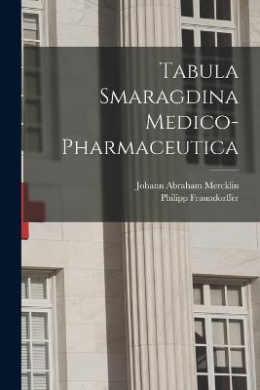 Tabula
Smaragdina
Medico-
Pharmaceutica
Johann Abraham Mercklin
Philipp Fraundorffer